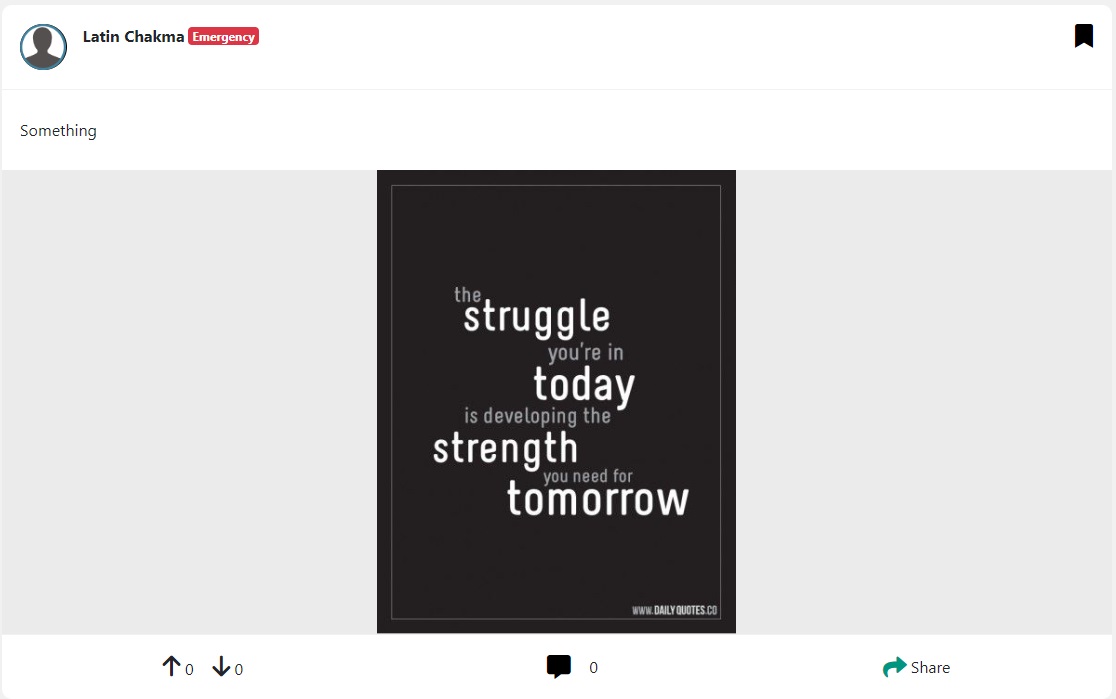 Latin Chakma Emergency
Something
the
struggle
you're in
today
is developing the
strength
you need for
tomorrow
www.DAILYQUOTES.CO
0 0 0 Share